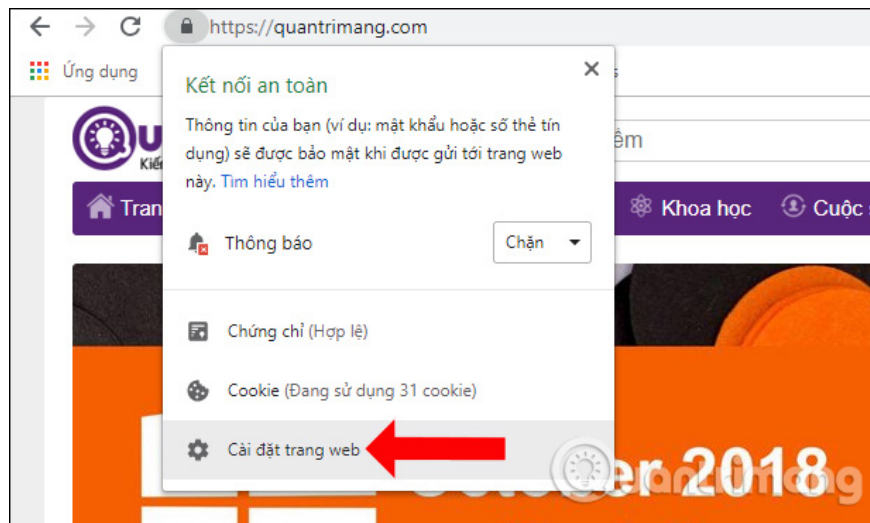 https://quantrimang.com
Ứng dụng
Kết nối an toàn
Thông tin của bạn (ví dụ: mật khẩu hoặc số thẻ tín
dụng) sẽ được bảo mật khi được gửi tới trang web
này. Tìm hiểu thêm
Thông báo
Chặn
Chứng chỉ (Hợp lệ)
Cookie (Đang sử dụng 31 cookie)
Cài đặt trang web
Khoa học
Cuộc
2018
uantrimang